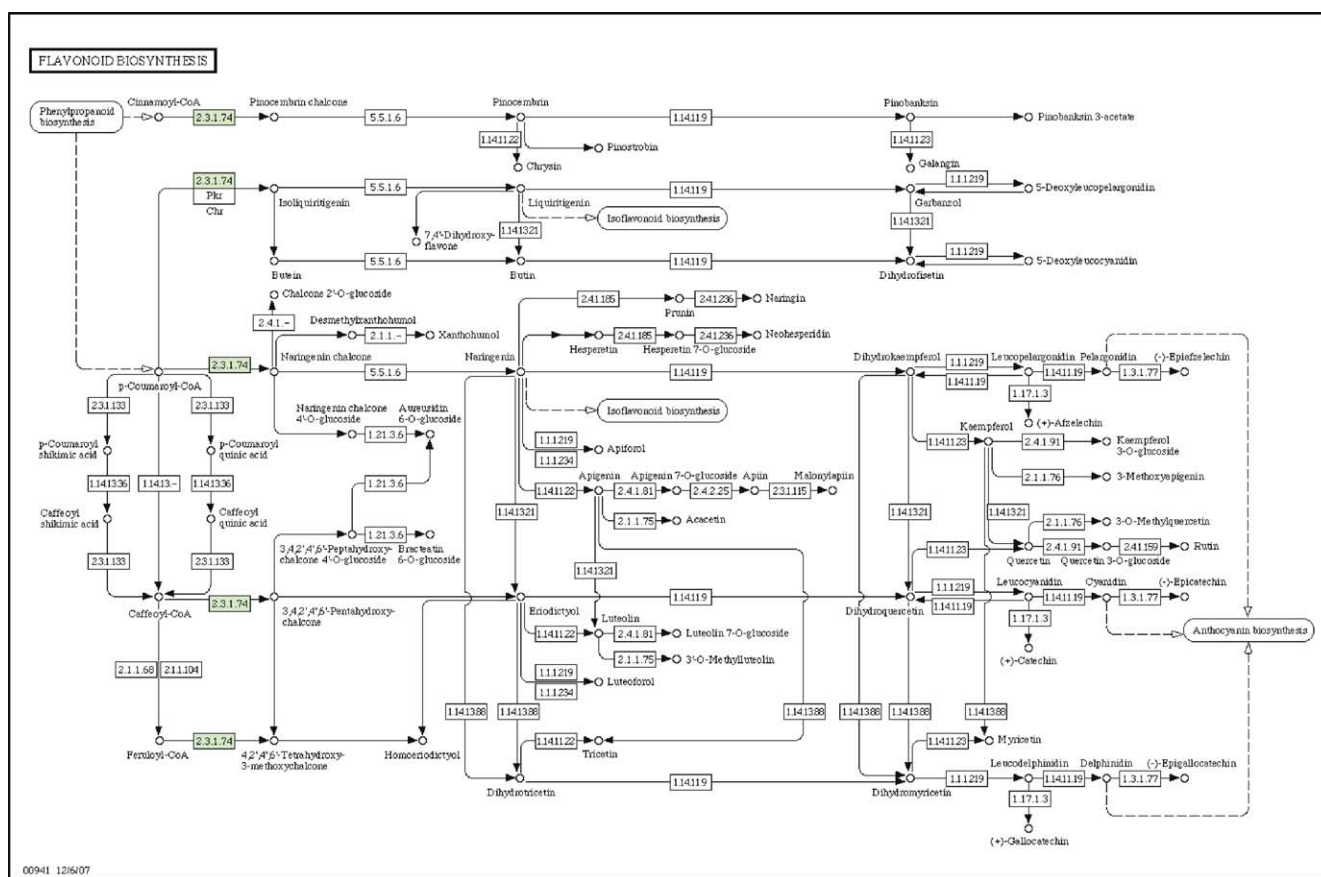 FLAVONOID BIOSYNTHESIS
Phenylpropanoid
biosynthesis
Cinnamoyl-CoA
2.3.1.74
Pinocembrin chalcone
5.5.1.6
Pinocembrin
1.14.11.9
Pinobanksin
Pinobanksin 3-acetate
1.14.11.22
Pinostrobin
Chrysin
1.14.11.23
Galangin
2.3.1.74
Pkr
Chr
Isoliquiritigenin
5.5.1.6
Liquiritigenin
1.14.11.9
Garbanzol
1.1.1.219
5-Deoxyleucopelargonidin
Isoflavonoid biosynthesis
7,4'-Dihydroxy-
flavone
1.14.13.21
1.14.13.21
Butein
5.5.1.6
Butin
1.14.11.9
Dihydrofisetin
1.1.1.219
5-Deoxyleucocyanidin
Chalcone 2'-O-glucoside
2.4.1.-
Desmethylxanthohumol
2.1.1.-
Xanthohumol
2.4.1.185
Prunin
2.4.1.236
Naringin
Hesperetin
2.4.1.185
Hesperetin 7-O-glucoside
2.4.1.236
Neohesperidin
p-Coumaroyl-CoA
2.3.1.74
Naringenin chalcone
5.5.1.6
Naringenin
1.14.11.9
Dihydrokaempferol
1.1.1.219
1.14.11.19
Leucopelargonidin
1.14.11.19
Pelargonidin
1.3.1.77
(-)-Epiafzelechin
1.17.1.3
(+)-Afzelechin
Isoflavonoid biosynthesis
2.3.1.133
2.3.1.133
Naringenin chalcone
4'-O-glucoside
1.21.3.6
Aureusidin
6-O-glucoside
1.1.1.219
1.1.1.234
Apiforol
1.14.11.23
Kaempferol
2.4.1.91
Kaempferol
3-O-glucoside
2.1.1.76
3-Methoxyapigenin
p-Coumaroyl
shikimic acid
p-Coumaroyl
quinic acid
1.14.13.36
1.14.13.-
1.14.13.36
1.21.3.6
1.14.11.22
Apigenin
2.4.1.81
Apigenin 7-O-glucoside
2.4.2.25
Apiin
2.3.1.115
Malonylapiin
2.1.1.75
Acacetin
1.14.13.21
1.14.13.21
1.14.13.21
1.14.13.21
Caffeoyl
shikimic acid
Caffeoyl
quinic acid
2.3.1.133
2.3.1.133
3,4,2',4',6'-Peptahydroxy-
chalcone 4'-O-glucoside
1.21.3.6
Bracteatin
6-O-glucoside
1.14.11.23
Quercetin
2.1.1.76
3-O-Methylquercetin
2.4.1.91
Quercetin 3-O-glucoside
2.4.1.159
Rutin
Caffeoyl-CoA
2.3.1.74
3,4,2',4',6'-Pentahydroxy-
chalcone
Eriodictyol
1.14.11.9
Dihydroquercetin
1.1.1.219
1.14.11.19
Leucocyanidin
1.14.11.19
Cyanidin
1.3.1.77
(-)-Epicatechin
1.17.1.3
(+)-Catechin
Anthocyanin biosynthesis
1.14.11.22
Luteolin
2.4.1.81
Luteolin 7-O-glucoside
2.1.1.75
3'-O-Methylluteolin
1.1.1.219
1.1.1.234
Luteoforol
2.1.1.68
2.1.1.104
1.14.13.88
1.14.13.88
1.14.13.88
1.14.13.88
1.14.13.88
1.14.13.88
Feruloyl-CoA
2.3.1.74
4,2',4',6'-Tetrahydroxy-
3-methoxychalcone
Homoeriodictyol
1.14.11.22
Tricetin
1.14.11.23
Myricetin
Dihydrotricetin
1.14.11.9
Dihydromyricetin
1.1.1.219
Leucodelphinidin
1.14.11.19
Delphinidin
1.3.1.77
(-)-Epigallocatechin
1.17.1.3
(+)-Gallocatechin
00941 12/6/07